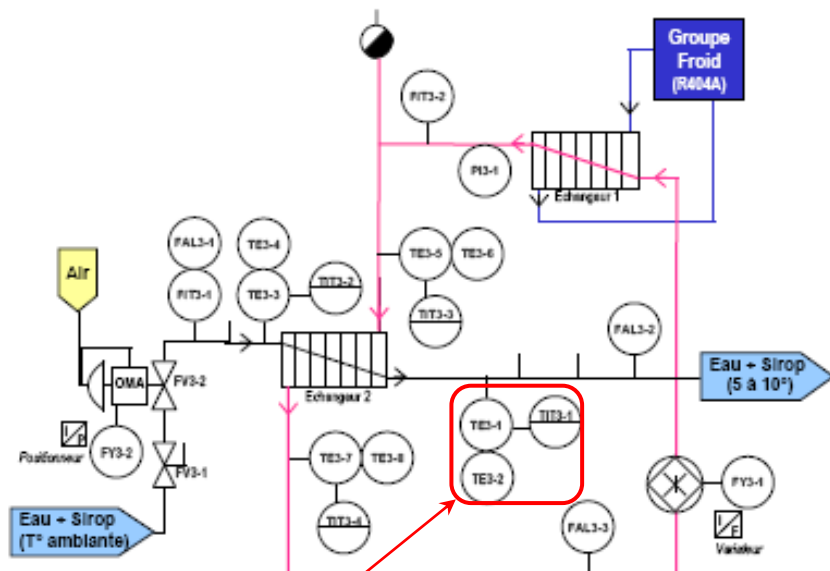 Groupe
Froid
(R404A)
FIT3-2
PI3-1
Echangeur 1
FAL3-1
TE3-4
TE3-5
TE3-6
Air
FIT3-1
TE3-3
TIT3-2
TIT3-3
FAL3-2
OMA
FV3-2
Echangeur 2
Eau + Sirop
(5 à 10°)
I/P
Positionneur
FY3-2
FV3-1
TE3-1
TIT3-1
TE3-2
TE3-7
TE3-8
TIT3-4
FY3-1
I/F
Variateur
Eau + Sirop
(T° ambiante)
FAL3-3